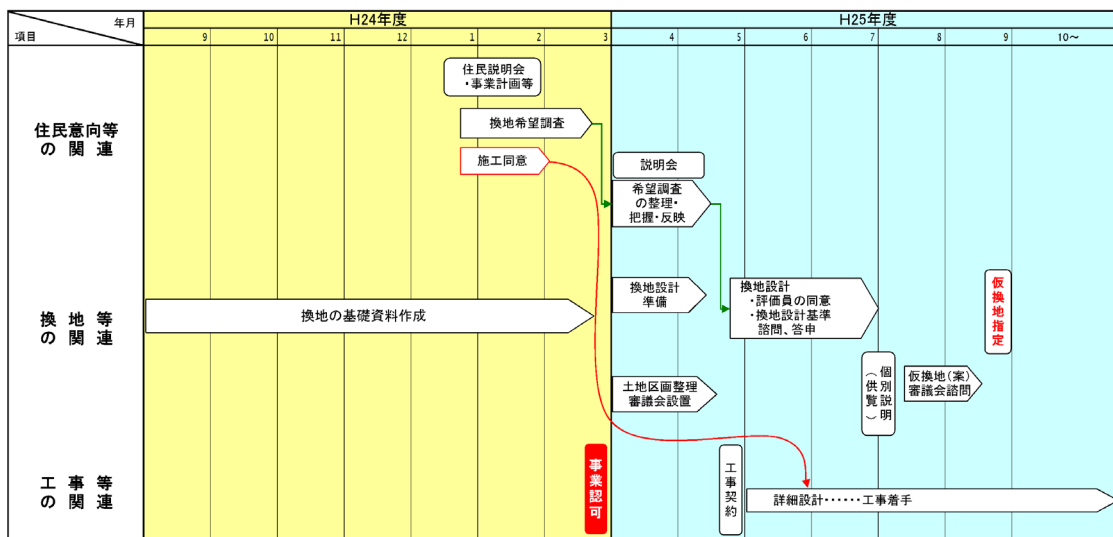 年月
項目
H24年度
H25年度
9 10 11 12 1 2 3 4 5 6 7 8 9 10～
住民意向等
の関連
住民説明会
・事業計画等
換地希望調査
施工同意
説明会
希望調査
の整理・
把握・反映
換地等
の関連
換地の基礎資料作成
換地設計
準備
換地設計
・評価員の同意
・換地設計基準
諮問、答申
仮換地指定
土地区画整理
審議会設置
個別説明
（供覧）
仮換地（案）
審議会諮問
工事等
の関連
事業認可
工事契約
詳細設計‥‥‥工事着手